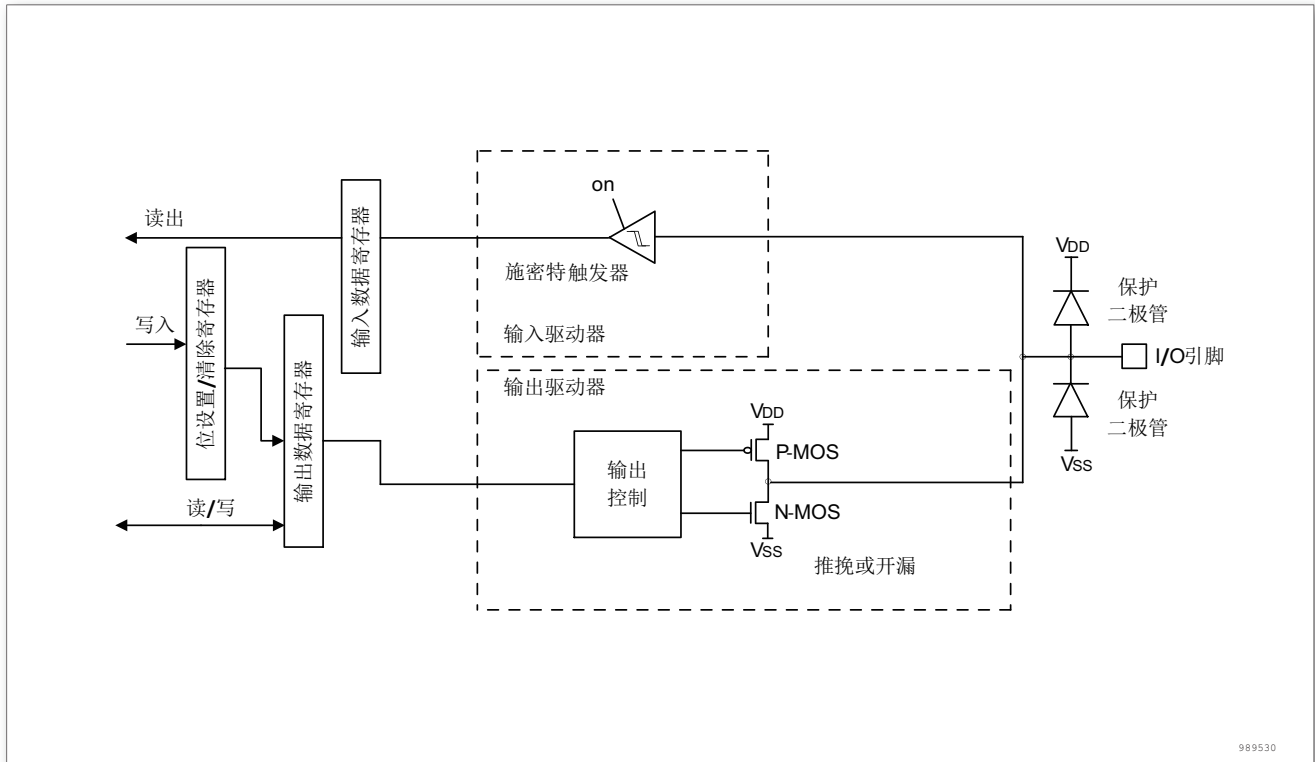 on
读出
输入数据寄存器
施密特触发器
输入驱动器
写入
位设置/清除寄存器
输出数据寄存器
读/写
输出驱动器
输出
控制
VDD
P-MOS
N-MOS
VSS
推挽或开漏
VDD
保护
二极管
I/O引脚
保护
二极管
VSS
989530